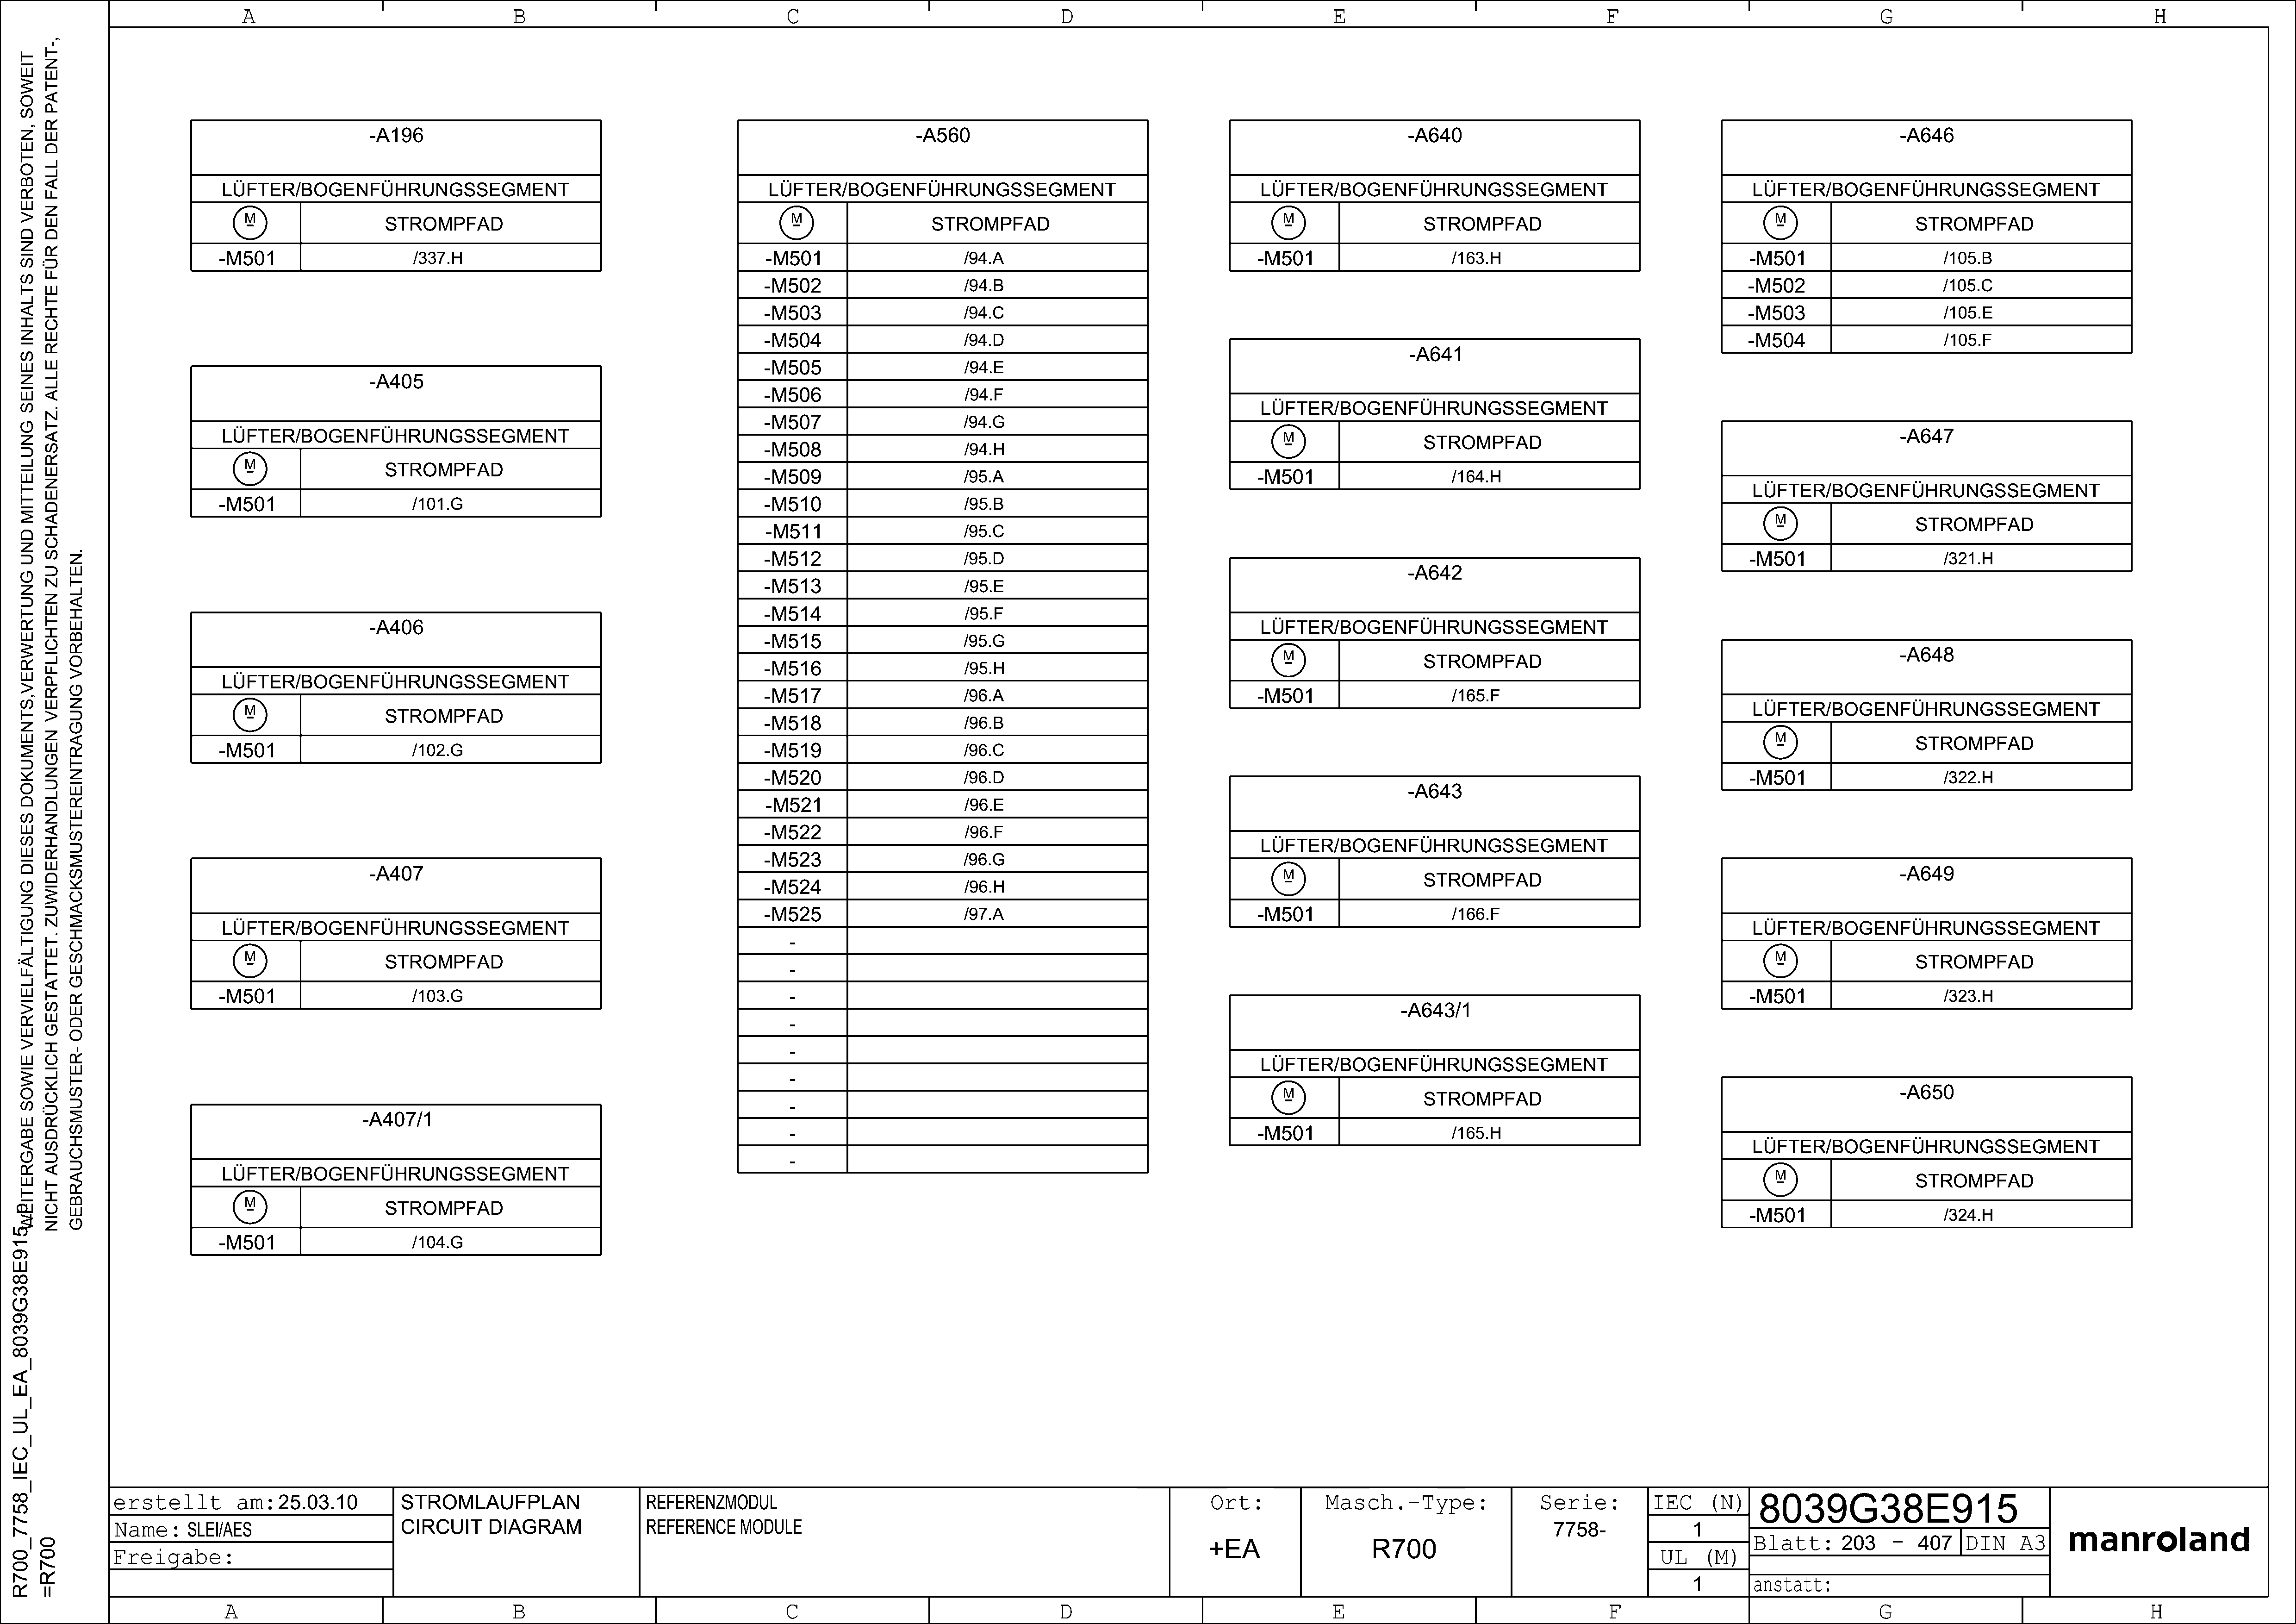 A B C D E F G H
WEITERGABE SOWIE VERVIELFÄLTIGUNG DIESES DOKUMENTS,VERWERTUNG UND MITTEILUNG SEINES INHALTS SIND VERBOTEN, SOWEIT
NICHT AUSDRÜCKLICH GESTATTET. ZUWIDERHANDLUNGEN VERPFLICHTEN ZU SCHADENERSATZ. ALLE RECHTE FÜR DEN FALL DER PATENT-,
GEBRAUCHSMUSTER- ODER GESCHMACKSMUSTEREINTRAGUNG VORBEHALTEN.
R700_7758_IEC_UL_EA_8039G38E915_
=R700
-A196
LÜFTER/BOGENFÜHRUNGSSEGMENT
M STROMPFAD
-M501 /337.H
-A405
LÜFTER/BOGENFÜHRUNGSSEGMENT
M STROMPFAD
-M501 /101.G
-A406
LÜFTER/BOGENFÜHRUNGSSEGMENT
M STROMPFAD
-M501 /102.G
-A407
LÜFTER/BOGENFÜHRUNGSSEGMENT
M STROMPFAD
-M501 /103.G
-A407/1
LÜFTER/BOGENFÜHRUNGSSEGMENT
M STROMPFAD
-M501 /104.G
-A560
LÜFTER/BOGENFÜHRUNGSSEGMENT
M STROMPFAD
-M501 /94.A
-M502 /94.B
-M503 /94.C
-M504 /94.D
-M505 /94.E
-M506 /94.F
-M507 /94.G
-M508 /94.H
-M509 /95.A
-M510 /95.B
-M511 /95.C
-M512 /95.D
-M513 /95.E
-M514 /95.F
-M515 /95.G
-M516 /95.H
-M517 /96.A
-M518 /96.B
-M519 /96.C
-M520 /96.D
-M521 /96.E
-M522 /96.F
-M523 /96.G
-M524 /96.H
-M525 /97.A
-
-
-
-
-
-
-
-
-
-A640
LÜFTER/BOGENFÜHRUNGSSEGMENT
M STROMPFAD
-M501 /163.H
-A641
LÜFTER/BOGENFÜHRUNGSSEGMENT
M STROMPFAD
-M501 /164.H
-A642
LÜFTER/BOGENFÜHRUNGSSEGMENT
M STROMPFAD
-M501 /165.F
-A643
LÜFTER/BOGENFÜHRUNGSSEGMENT
M STROMPFAD
-M501 /166.F
-A643/1
LÜFTER/BOGENFÜHRUNGSSEGMENT
M STROMPFAD
-M501 /165.H
-A646
LÜFTER/BOGENFÜHRUNGSSEGMENT
M STROMPFAD
-M501 /105.B
-M502 /105.C
-M503 /105.E
-M504 /105.F
-A647
LÜFTER/BOGENFÜHRUNGSSEGMENT
M STROMPFAD
-M501 /321.H
-A648
LÜFTER/BOGENFÜHRUNGSSEGMENT
M STROMPFAD
-M501 /322.H
-A649
LÜFTER/BOGENFÜHRUNGSSEGMENT
M STROMPFAD
-M501 /323.H
-A650
LÜFTER/BOGENFÜHRUNGSSEGMENT
M STROMPFAD
-M501 /324.H
erstellt am:25.03.10
Name: SLEI/AES
Freigabe:
STROMLAUFPLAN
CIRCUIT DIAGRAM
REFERENZMODUL
REFERENCE MODULE
Ort:
+EA
Masch.-Type:
R700
Serie:
7758-
IEC (N)
1
UL (M)
1
8039G38E915
Blatt: 203 - 407 DIN A3
anstatt:
manroland
A B C D E F G H